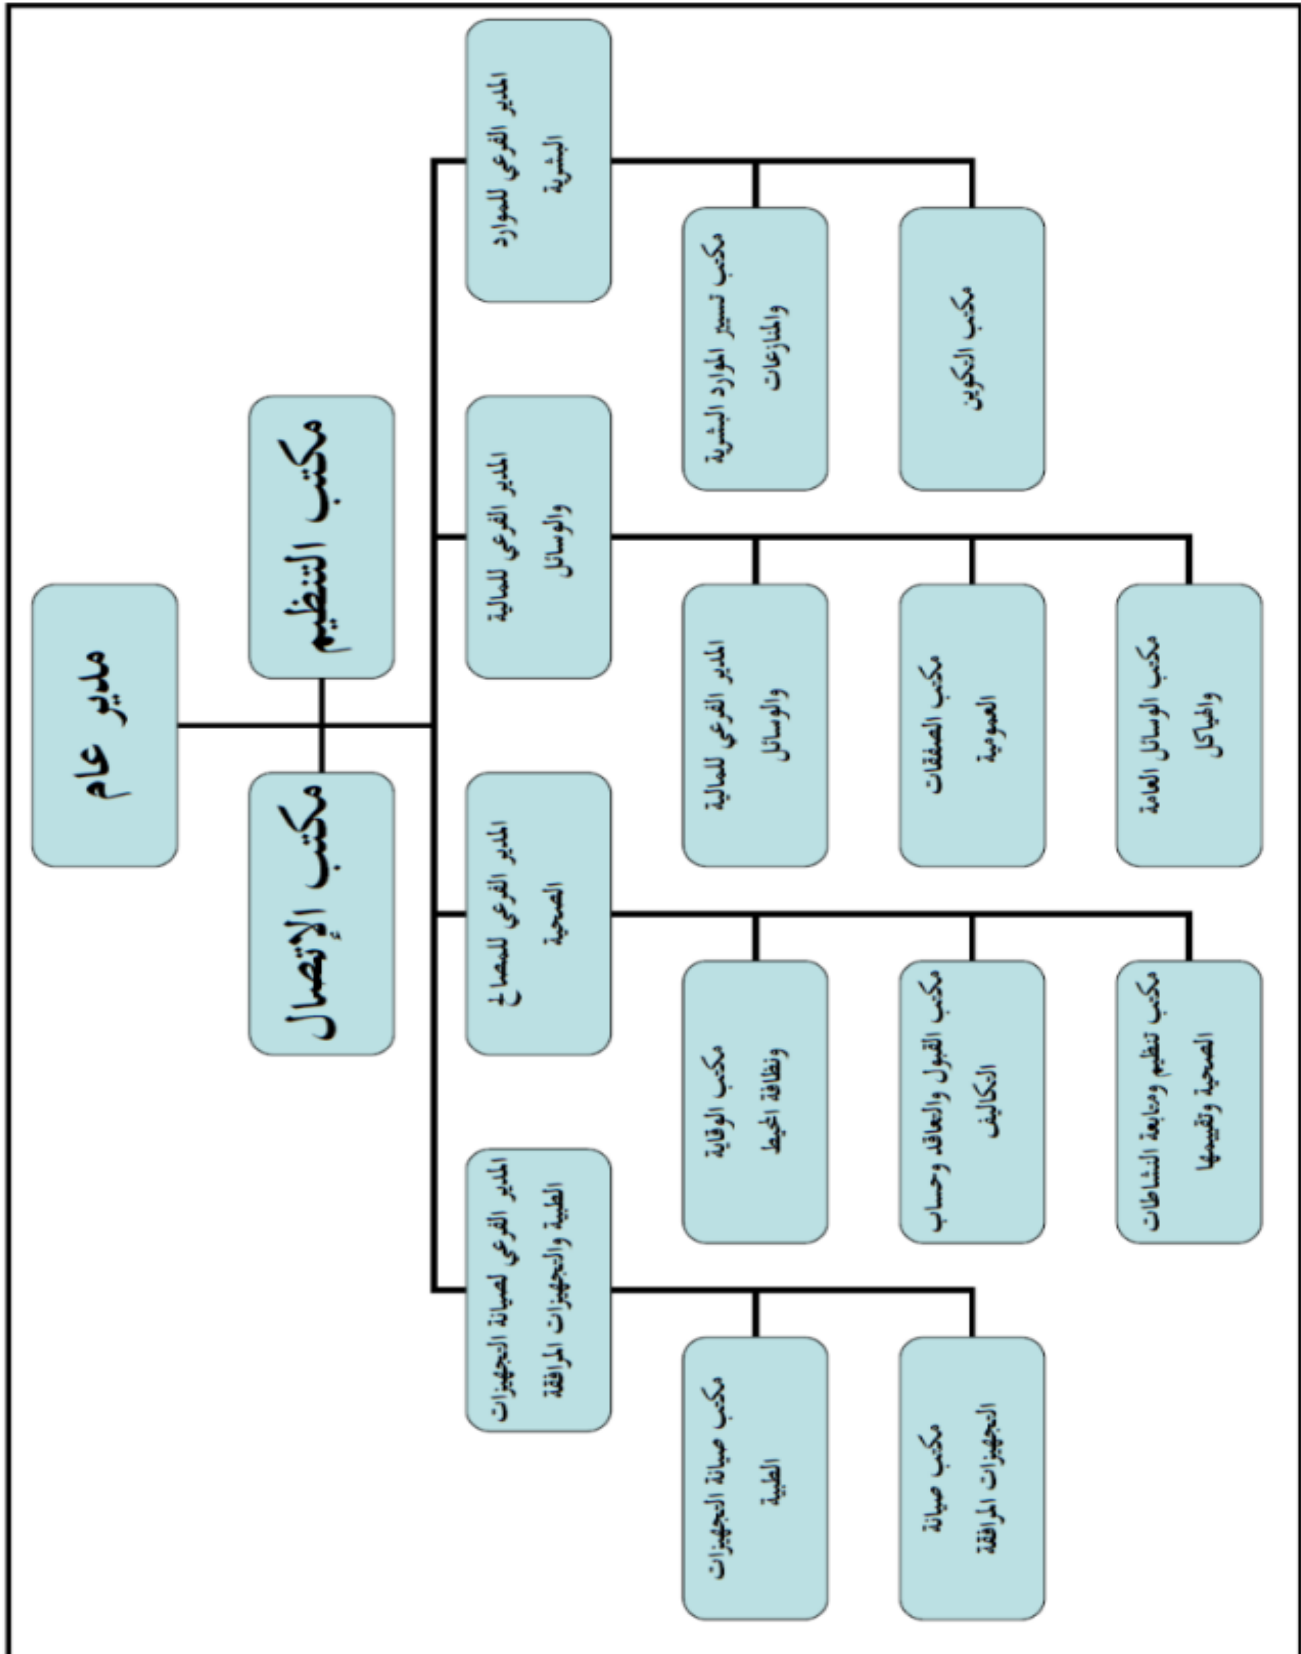 مدير عام
مكتب التنظيم
مكتب الإتصال
المدير الفرعي للموارد
البشرية
المدير الفرعي للمالية
والوسائل
المدير الفرعي للمصالح
الصحية
المدير الفرعي لصيانة التجهيزات
الطبية والتجهيزات المرافقة
مكتب تسيير الموارد البشرية
والمنازعات
المدير الفرعي للمالية
والوسائل
مكتب الوقاية
ونظافة المحيط
مكتب صيانة التجهيزات
الطبية
مكتب التكوين
مكتب الصفقات
العمومية
مكتب القبول والتعاقد وحساب
التكاليف
مكتب صيانة
التجهيزات المرافقة
مكتب الوسائل العامة
والهياكل
مكتب تنظيم ومتابعة النشاطات
الصحية وتقييمها